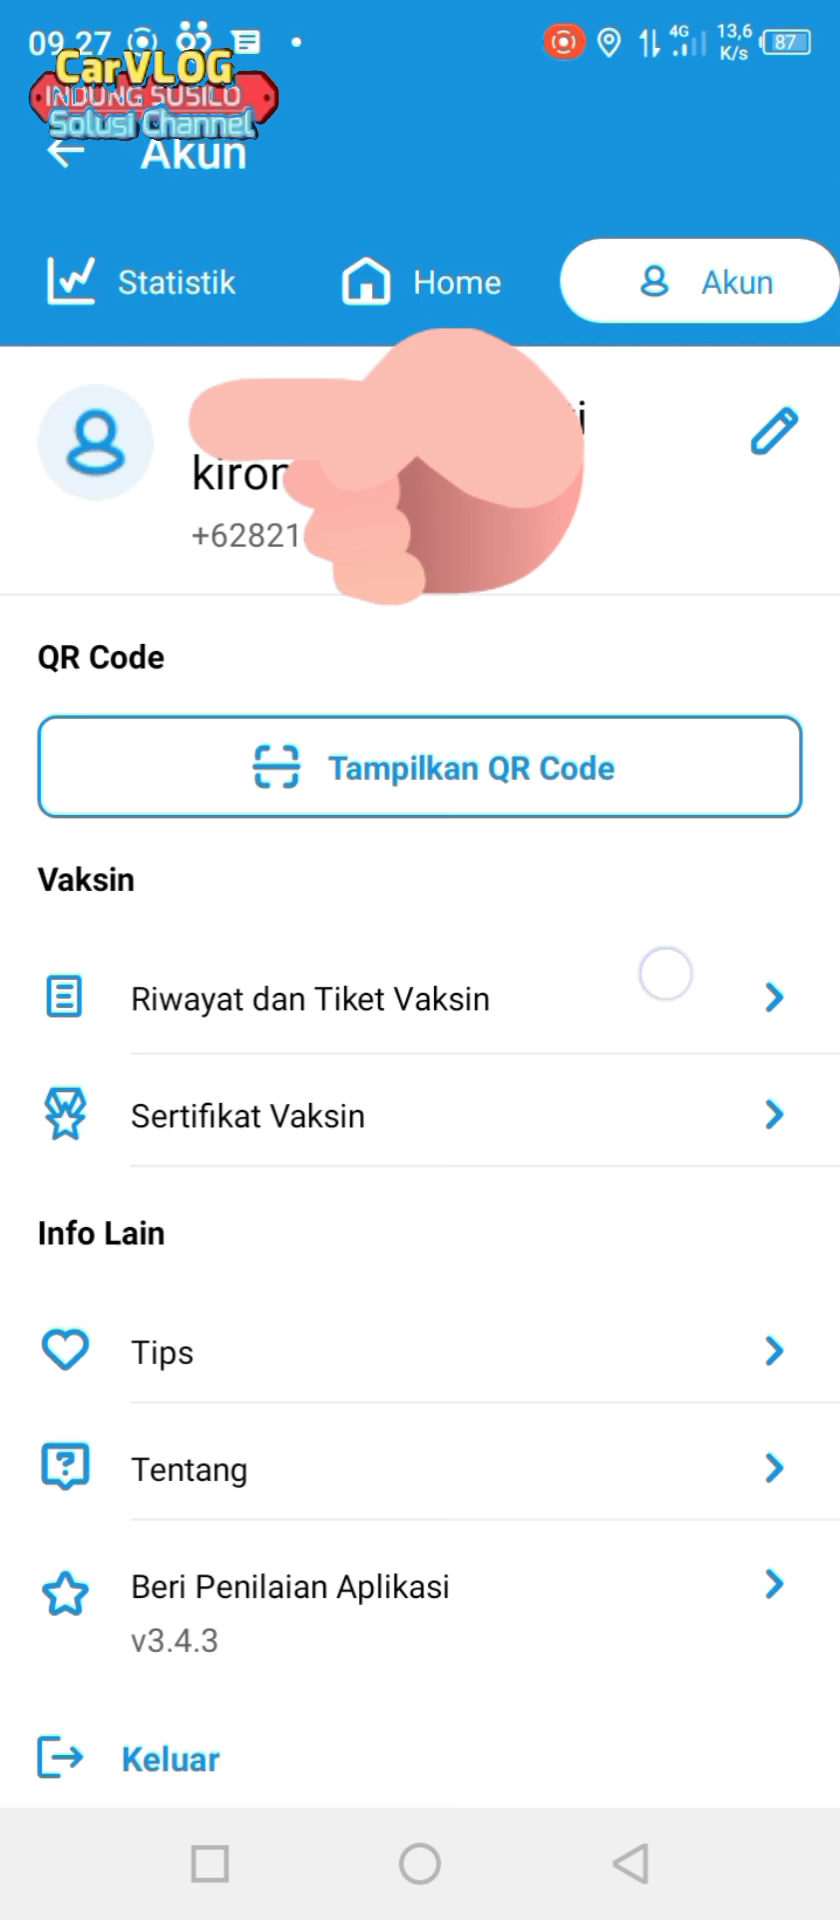 09.27
4G
13,6
K/s
87
CarVLOG
INDUNG SUSILO
Solusi Channel
Akun
Statistik
Home
Akun
+62821
QR Code
Tampilkan QR Code
Vaksin
Riwayat dan Tiket Vaksin
Sertifikat Vaksin
Info Lain
Tips
Tentang
Beri Penilaian Aplikasi
v3.4.3
Keluar